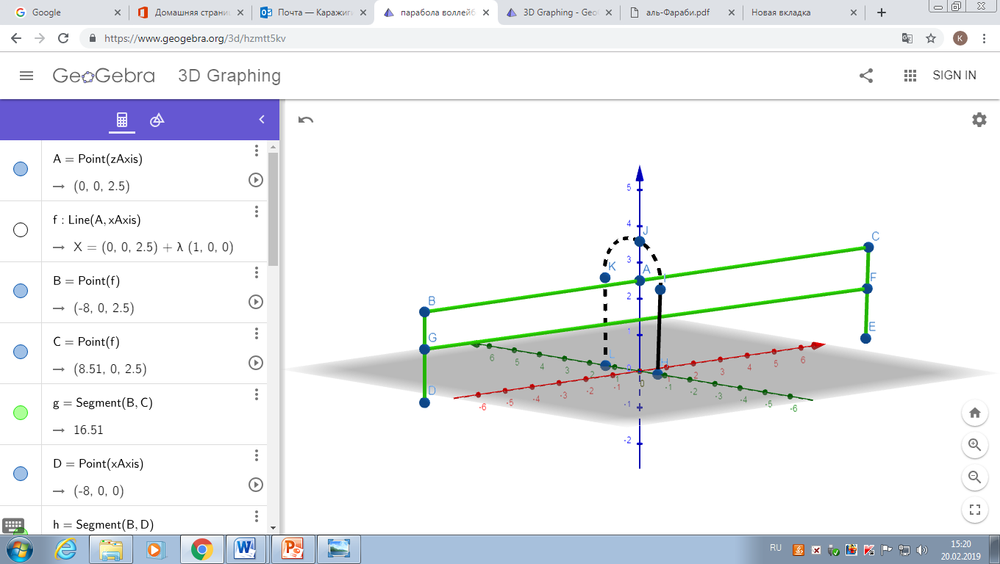 Google
Домашняя страниц
Почта — Каражиги
парабола воллейб
3D Graphing - Geo
аль-Фараби.pdf
Новая вкладка
https://www.geogebra.org/3d/hzmtt5kv
K
GeoGebra 3D Graphing
SIGN IN
A = Point(zAxis)
→ (0, 0, 2.5)
f : Line(A, xAxis)
→ X = (0, 0, 2.5) + λ (1, 0, 0)
B = Point(f)
→ (-8, 0, 2.5)
C = Point(f)
→ (8.51, 0, 2.5)
g = Segment(B, C)
→ 16.51
D = Point(xAxis)
→ (-8, 0, 0)
h = Segment(B, D)
5
4
J
C
3
K
A
I
F
2
B
E
1
G
6 5 4 3 2 1
L
H
0
0
1 2 3 4 5 6
-1 -2 -3 -4 -5 -6
-1 -2 -3 -4 -5 -6
D
-1
-2
RU
15:20
20.02.2019